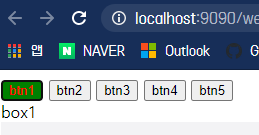 localhost:9090/we
앱 NAVER Outlook G
btn1 btn2 btn3 btn4 btn5
box1